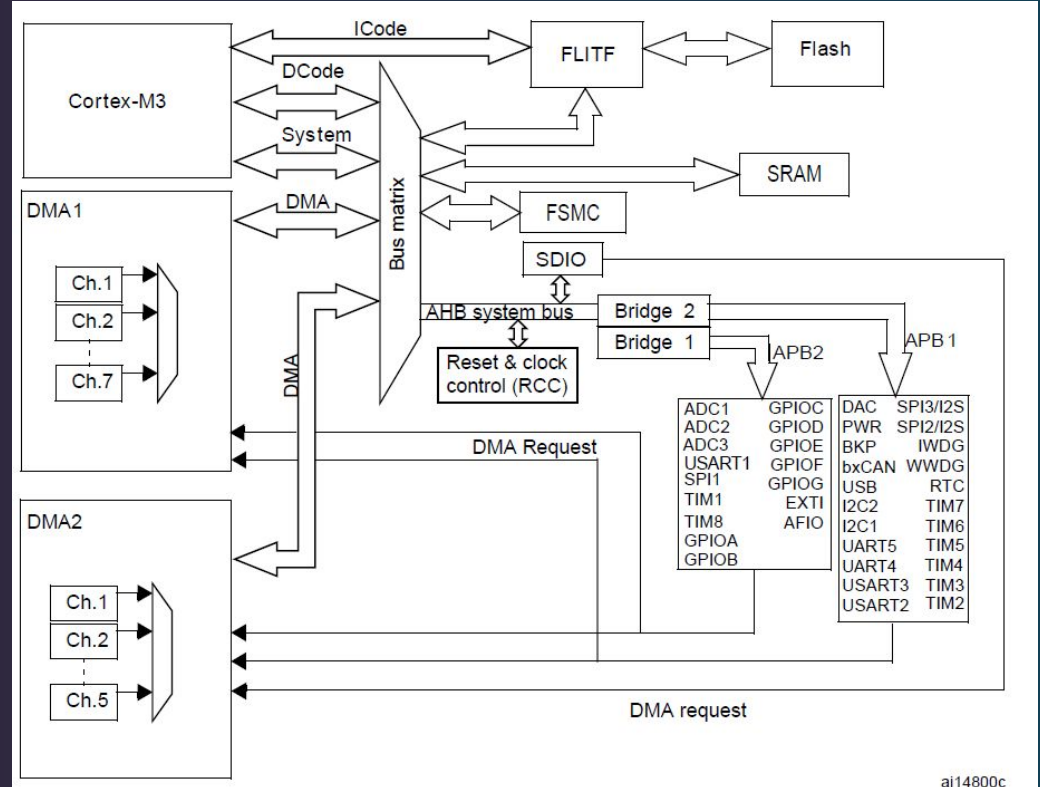 ICode
FLITF
Flash
Cortex-M3
DCode
System
Bus matrix
SRAM
DMA1
DMA
FSMC
SDIO
Ch.1
Ch.2
Ch.7
AHB system bus
Bridge 2
Bridge 1
APB2
APB1
Reset & clock
control (RCC)
DMA
ADC1 GPIOC
ADC2 GPIOD
ADC3 GPIOE
USART1 GPIOF
SPI1 GPIOG
TIM1 EXTI
TIM8 AFIO
GPIOA
GPIOB
DAC SPI3/I2S
PWR SPI2/I2S
BKP IWDG
bxCAN WWDG
USB RTC
I2C2 TIM7
I2C1 TIM6
UART5 TIM5
UART4 TIM4
USART3 TIM3
USART2 TIM2
DMA Request
DMA2
Ch.1
Ch.2
Ch.5
DMA request
ai14800c